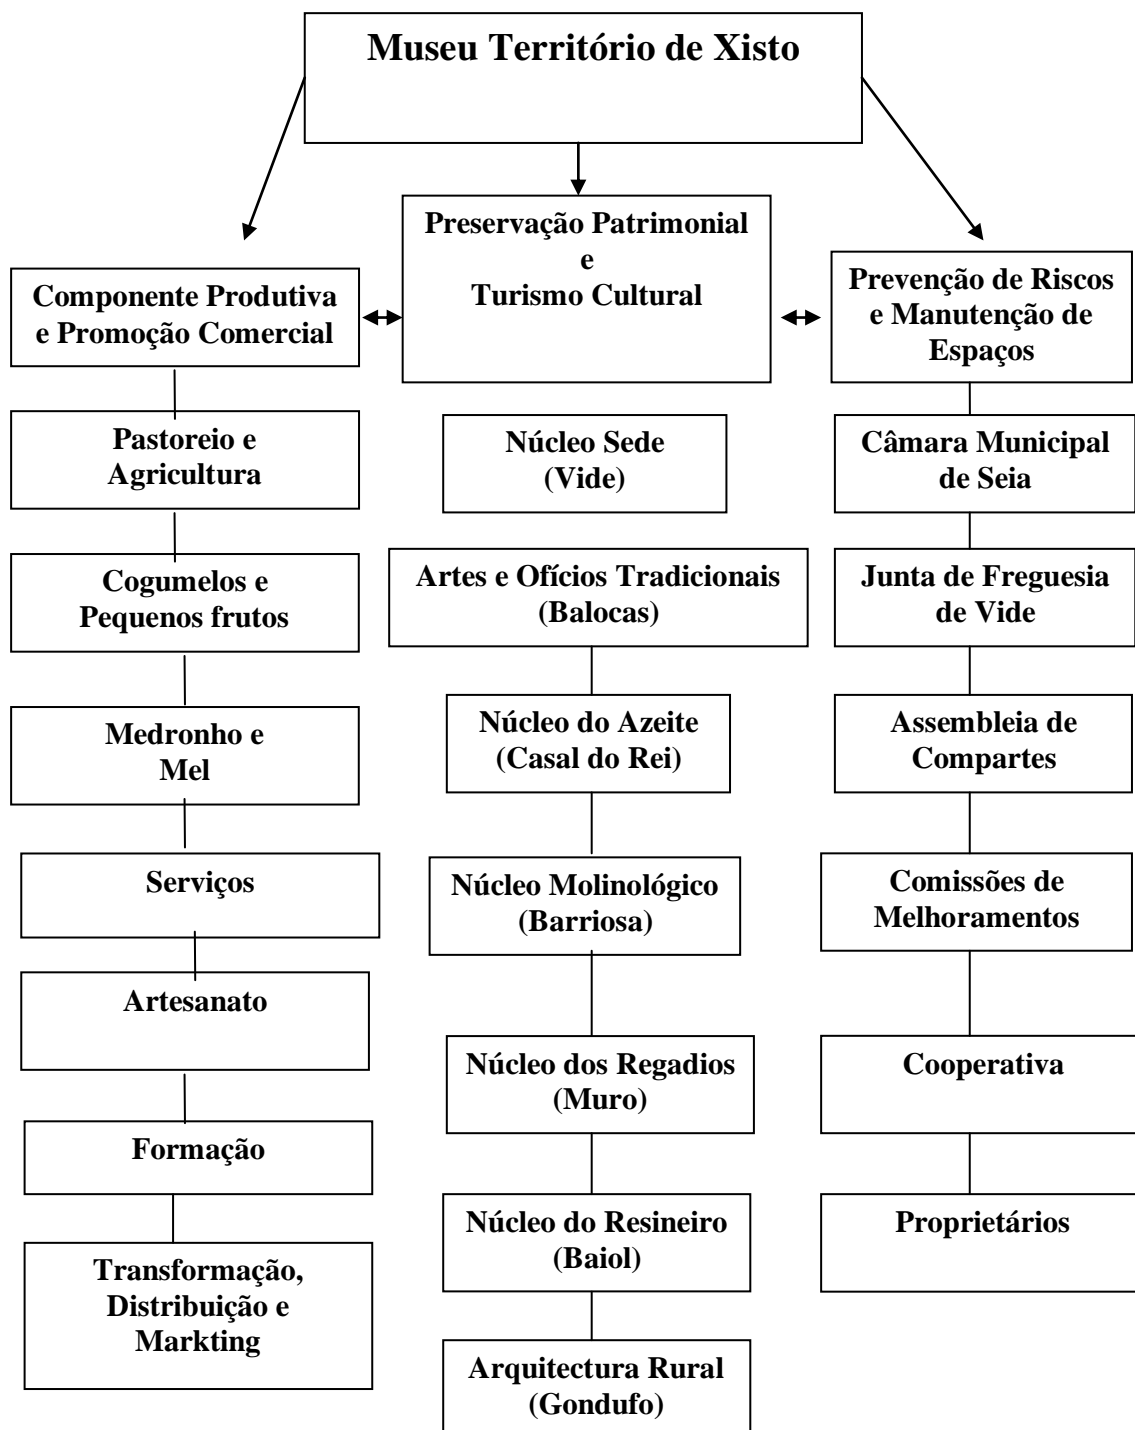 Museu Território de Xisto
Preservação Patrimonial
e
Turismo Cultural
Componente Produtiva
e Promoção Comercial
Prevenção de Riscos
e Manutenção de
Espaços
Pastoreio e
Agricultura
Núcleo Sede
(Vide)
Câmara Municipal
de Seia
Cogumelos e
Pequenos frutos
Artes e Ofícios Tradicionais
(Balocas)
Junta de Freguesia
de Vide
Medronho e
Mel
Núcleo do Azeite
(Casal do Rei)
Assembleia de
Compartes
Serviços
Núcleo Molinológico
(Barriosa)
Comissões de
Melhoramentos
Artesanato
Núcleo dos Regadios
(Muro)
Cooperativa
Formação
Núcleo do Resineiro
(Baiol)
Proprietários
Transformação,
Distribuição e
Markting
Arquitectura Rural
(Gondufo)